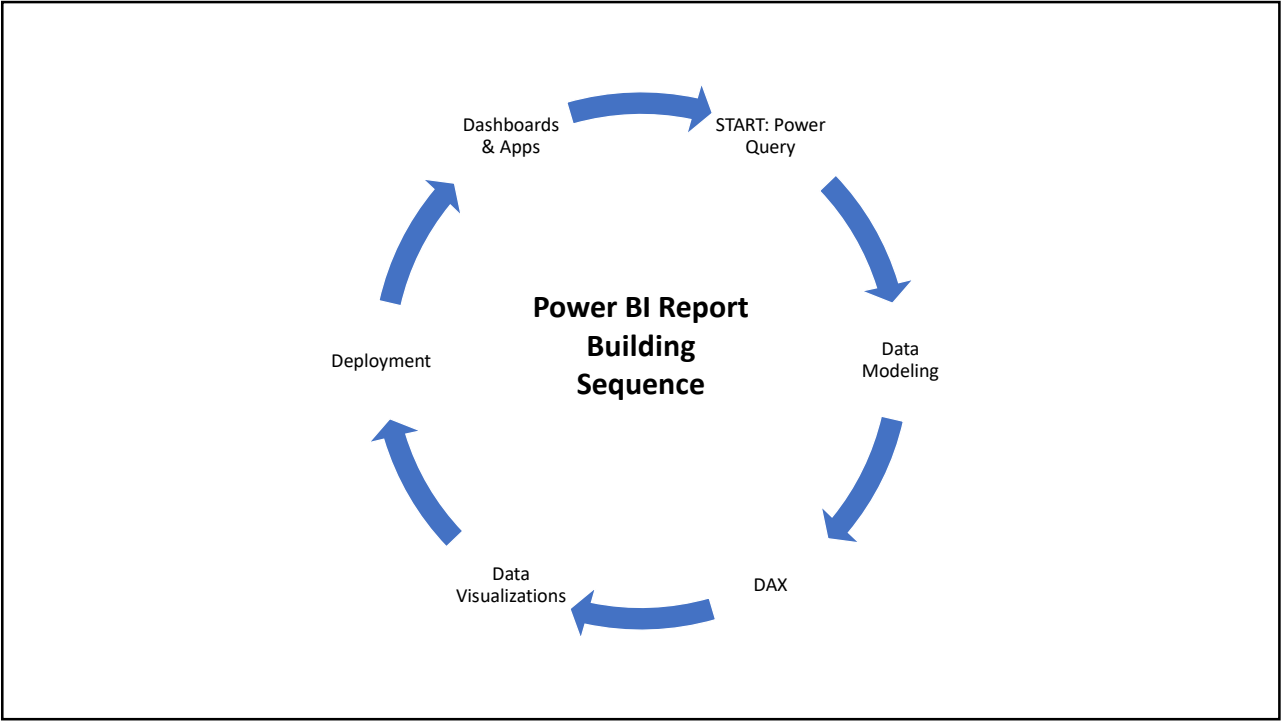 Dashboards
& Apps
START: Power
Query
Power BI Report
Building
Sequence
Data
Modeling
Deployment
Data
Visualizations
DAX